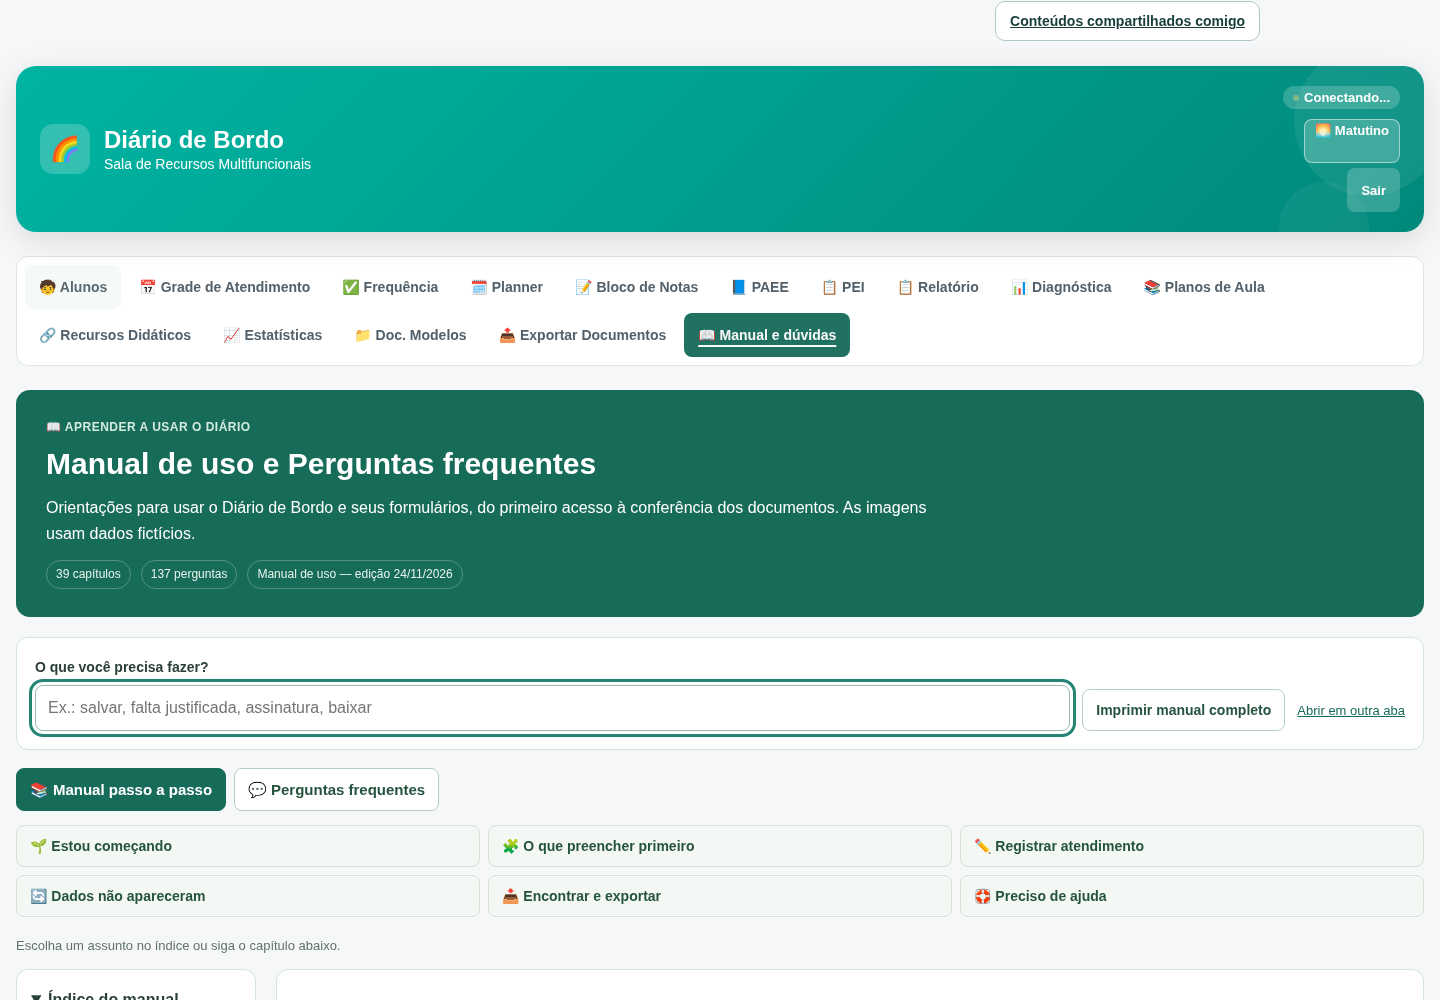 Conteúdos compartilhados comigo
Conectando...
Diário de Bordo
Sala de Recursos Multifuncionais
Matutino
Sair
Alunos
Grade de Atendimento
Frequência
Planner
Bloco de Notas
PAEE
PEI
Relatório
Diagnóstica
Planos de Aula
Recursos Didáticos
Estatísticas
Doc. Modelos
Exportar Documentos
Manual e dúvidas
APRENDER A USAR O DIÁRIO
Manual de uso e Perguntas frequentes
Orientações para usar o Diário de Bordo e seus formulários, do primeiro acesso à conferência dos documentos. As imagens
usam dados fictícios.
39 capítulos
137 perguntas
Manual de uso — edição 24/11/2026
O que você precisa fazer?
Ex.: salvar, falta justificada, assinatura, baixar
Imprimir manual completo
Abrir em outra aba
Manual passo a passo
Perguntas frequentes
Estou começando
O que preencher primeiro
Registrar atendimento
Dados não apareceram
Encontrar e exportar
Preciso de ajuda
Escolha um assunto no índice ou siga o capítulo abaixo.
Índice do manual